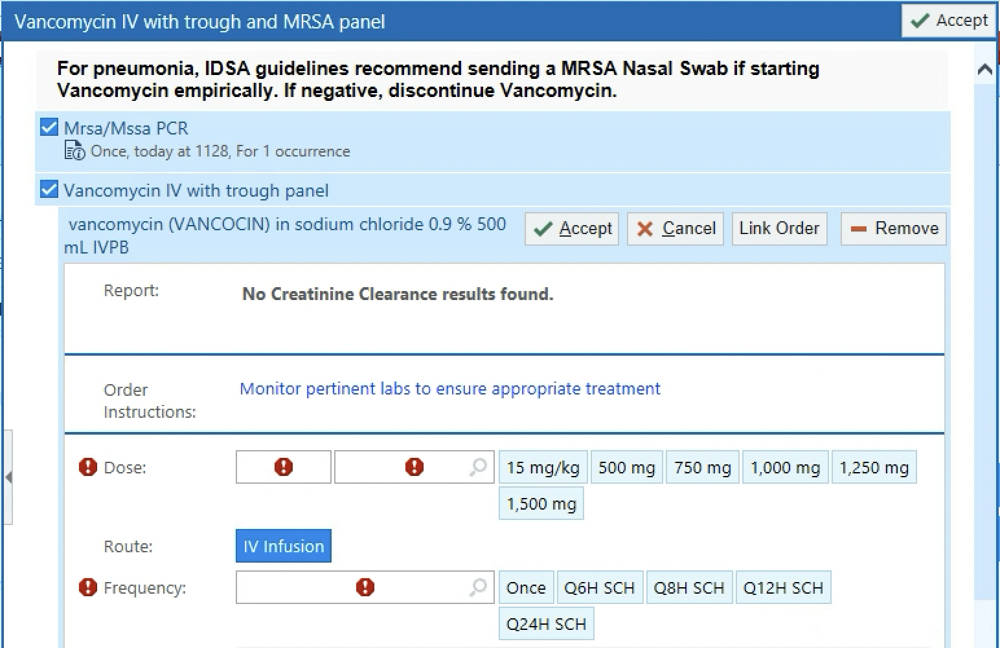 Vancomycin IV with trough and MRSA panel
Accept
For pneumonia, IDSA guidelines recommend sending a MRSA Nasal Swab if starting
Vancomycin empirically. If negative, discontinue Vancomycin.
Mrsa/Mssa PCR
Once, today at 1128, For 1 occurrence
Vancomycin IV with trough panel
vancomycin (VANCOCIN) in sodium chloride 0.9 % 500
mL IVPB
Accept Cancel Link Order Remove
Report: No Creatinine Clearance results found.
Order
Instructions:
Monitor pertinent labs to ensure appropriate treatment
Dose: 15 mg/kg 500 mg 750 mg 1,000 mg 1,250 mg
1,500 mg
Route: IV Infusion
Frequency: Once Q6H SCH Q8H SCH Q12H SCH
Q24H SCH